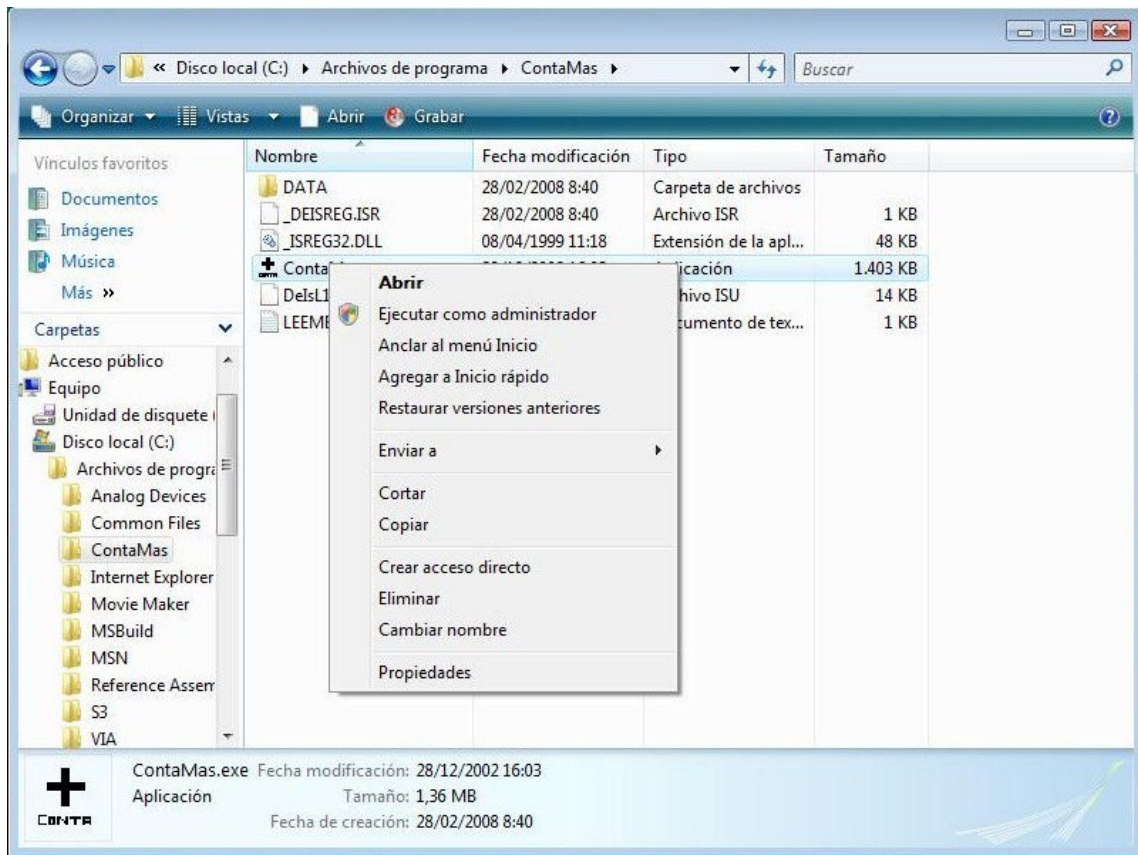 « Disco local (C:) ▸ Archivos de programa ▸ ContaMas ▸ Buscar
Organizar Vistas Abrir Grabar
Vínculos favoritos
Documentos
Imágenes
Música
Más »
Carpetas
Acceso público
Equipo
Unidad de disquete
Disco local (C:)
Archivos de progra
Analog Devices
Common Files
ContaMas
Internet Explorer
Movie Maker
MSBuild
MSN
Reference Assem
S3
VIA
Nombre Fecha modificación Tipo Tamaño
DATA 28/02/2008 8:40 Carpeta de archivos
_DEISREG.ISR 28/02/2008 8:40 Archivo ISR 1 KB
_ISREG32.DLL 08/04/1999 11:18 Extensión de la apl... 48 KB
Conta icación 1.403 KB
DeIsL1 hivo ISU 14 KB
LEEME cumento de tex... 1 KB
Abrir
Ejecutar como administrador
Anclar al menú Inicio
Agregar a Inicio rápido
Restaurar versiones anteriores
Enviar a
Cortar
Copiar
Crear acceso directo
Eliminar
Cambiar nombre
Propiedades
CONTA
ContaMas.exe Fecha modificación: 28/12/2002 16:03
Aplicación Tamaño: 1,36 MB
Fecha de creación: 28/02/2008 8:40